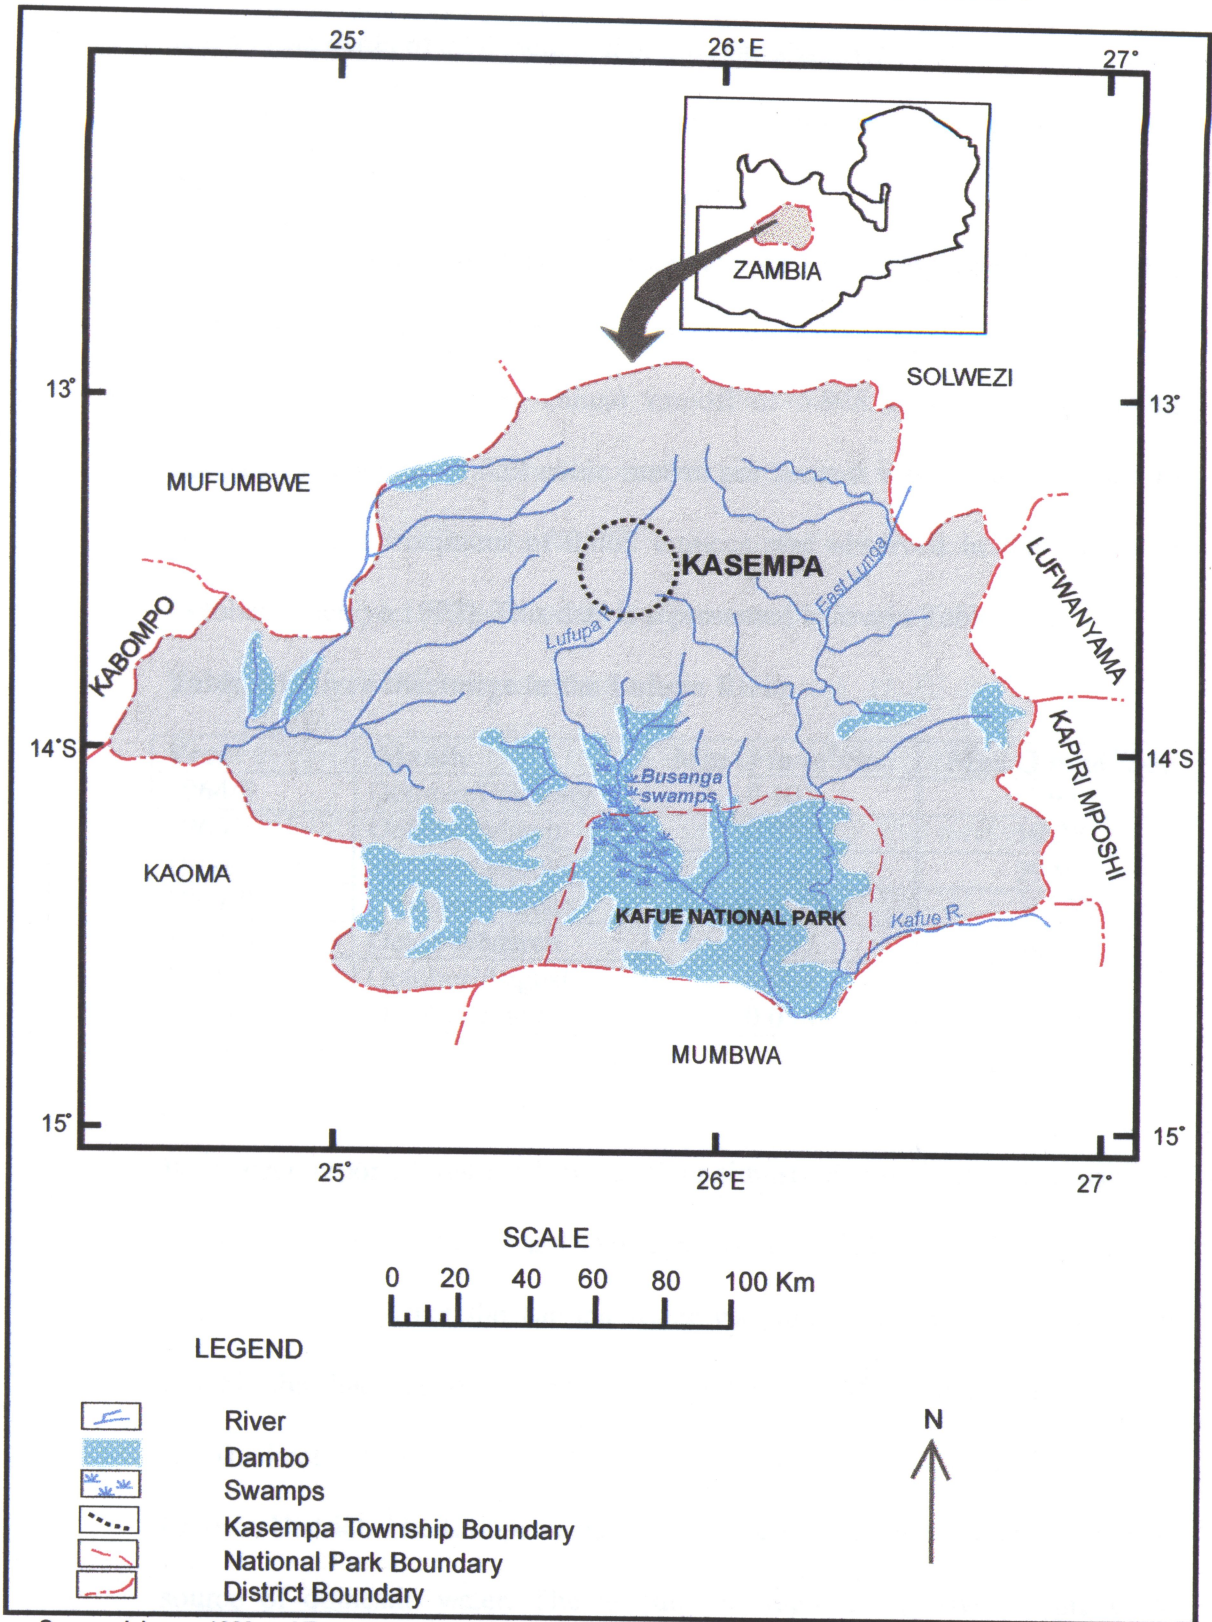 25°
26°E
27°
ZAMBIA
13°
SOLWEZI
13°
MUFUMBWE
KASEMPA
East Lunga
LUFWANYAMA
KABOMPO
Lufupa R
14°S
14°S
KAPIRI MPOSHI
Busanga
swamps
KAOMA
KAFUE NATIONAL PARK
Kafue R.
MUMBWA
15°
15°
25°
26°E
27°
SCALE
0 20 40 60 80 100 Km
LEGEND
River
Dambo
Swamps
Kasempa Township Boundary
National Park Boundary
District Boundary
N